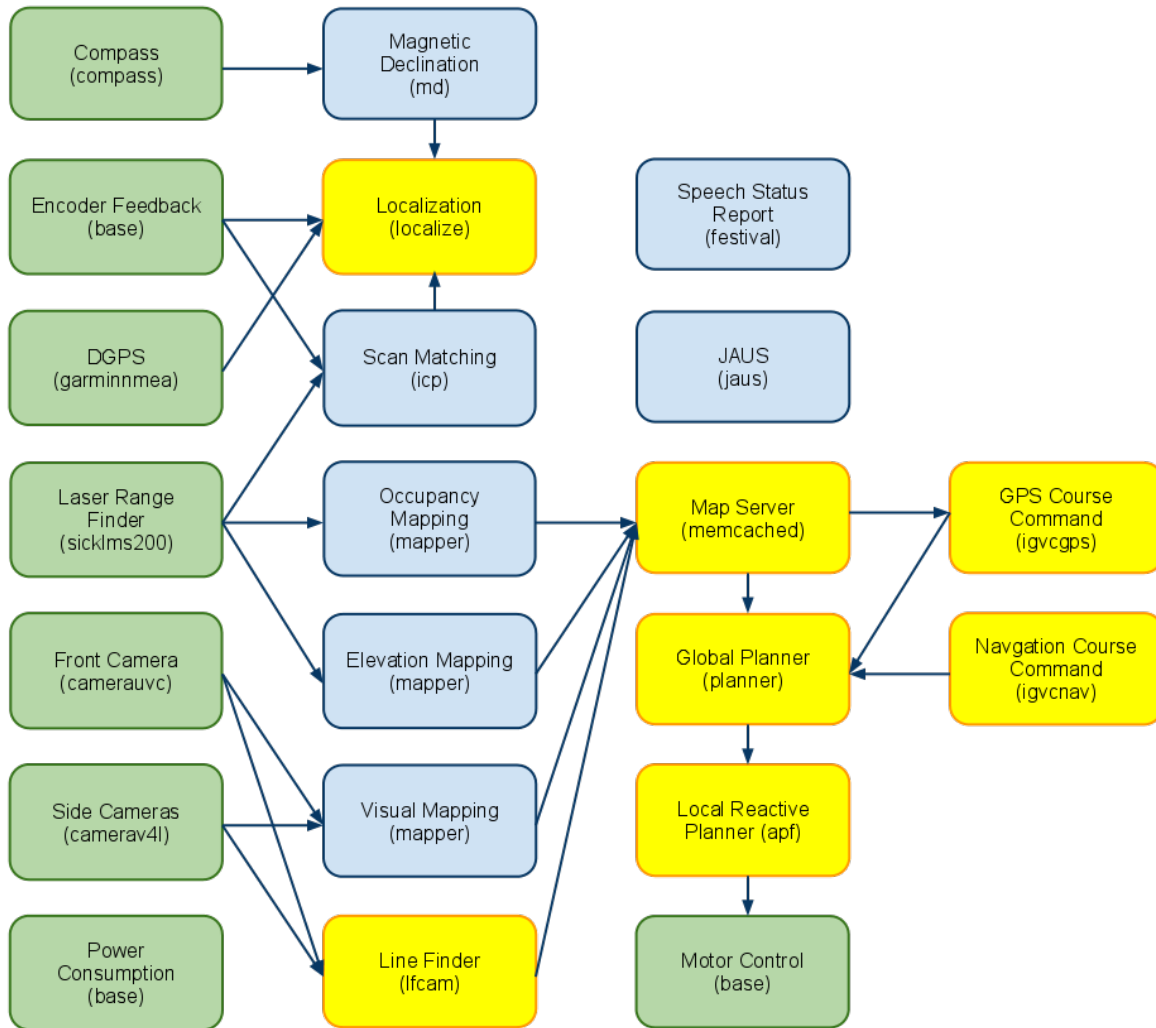 Compass
(compass)
Magnetic
Declination
(md)
Encoder Feedback
(base)
Localization
(localize)
Speech Status
Report
(festival)
DGPS
(garminnmea)
Scan Matching
(icp)
JAUS
(jaus)
Laser Range
Finder
(sicklms200)
Occupancy
Mapping
(mapper)
Map Server
(memcached)
GPS Course
Command
(igvcgps)
Front Camera
(camerauvc)
Elevation Mapping
(mapper)
Global Planner
(planner)
Navgation Course
Command
(igvcnav)
Side Cameras
(camerav4l)
Visual Mapping
(mapper)
Local Reactive
Planner (apf)
Power
Consumption
(base)
Line Finder
(lfcam)
Motor Control
(base)